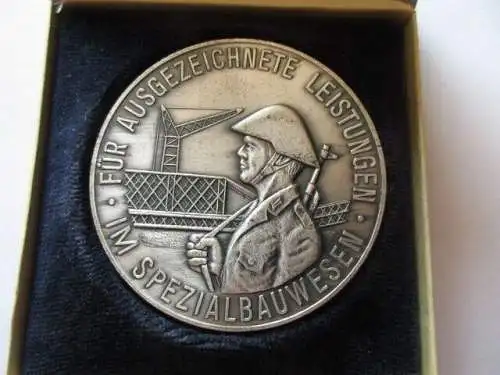 · FÜR AUSGEZEICHNETE LEISTUNGEN ·
IM SPEZIALBAUWESEN